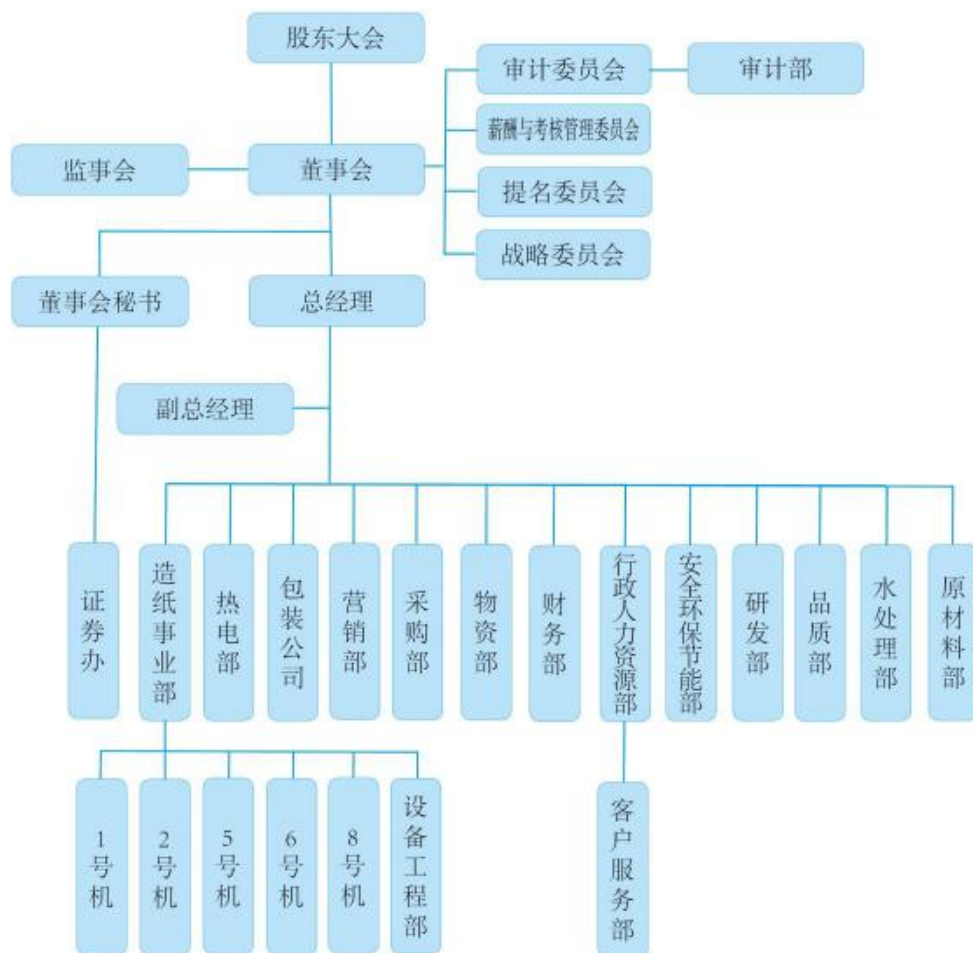 股东大会
审计委员会
审计部
薪酬与考核管理委员会
监事会
董事会
提名委员会
战略委员会
董事会秘书
总经理
副总经理
证券办
造纸事业部
热电部
包装公司
营销部
采购部
物资部
财务部
行政人力资源部
安全环保节能部
研发部
品质部
水处理部
原材料部
1号机
2号机
5号机
6号机
8号机
设备工程部
客户服务部